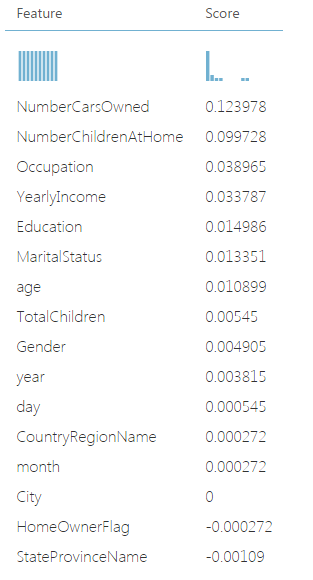 Feature Score
NumberCarsOwned 0.123978
NumberChildrenAtHome 0.099728
Occupation 0.038965
YearlyIncome 0.033787
Education 0.014986
MaritalStatus 0.013351
age 0.010899
TotalChildren 0.00545
Gender 0.004905
year 0.003815
day 0.000545
CountryRegionName 0.000272
month 0.000272
City 0
HomeOwnerFlag -0.000272
StateProvinceName -0.00109